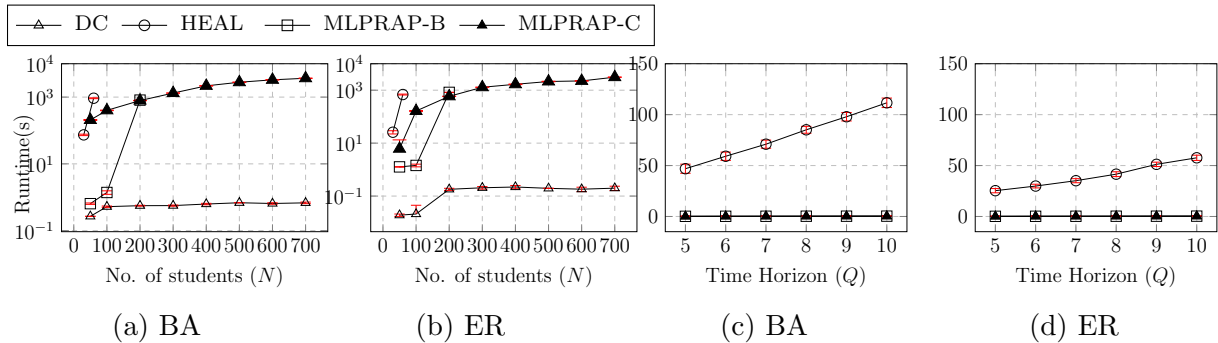 DC HEAL MLPRAP-B MLPRAP-C
Runtime(s)
10^4
10^3
10^1
10^−1
0 100 200 300 400 500 600 700
No. of students (N)
(a) BA
10^4
10^3
10^1
10^−1
0 100 200 300 400 500 600 700
No. of students (N)
(b) ER
150
100
50
0
5 6 7 8 9 10
Time Horizon (Q)
(c) BA
150
100
50
0
5 6 7 8 9 10
Time Horizon (Q)
(d) ER